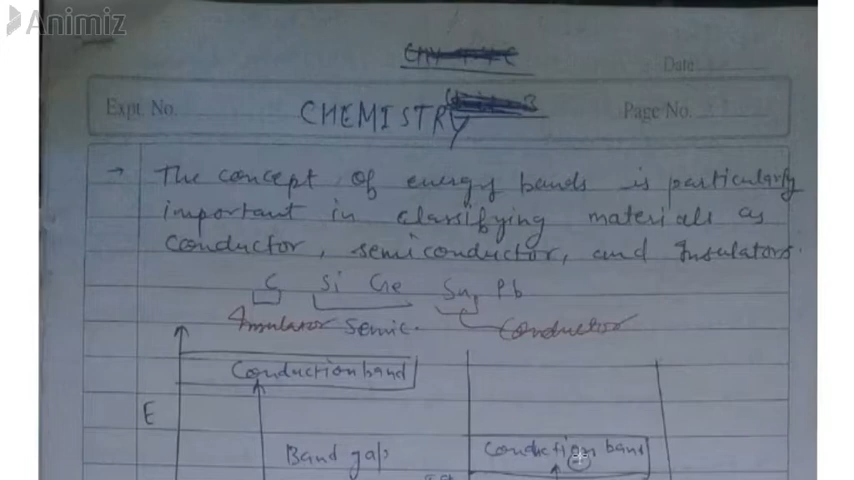 Animiz
Date
Expt. No.
CHEMISTRY
Page No.
→ The concept of energy bands is particularly
important in classifying materials as
Conductor, semiconductor, and Insulators.
C Si Ge Sn, Pb
Insulator Semic. Conductor
Conduction band
E
Band gap
Conduction band